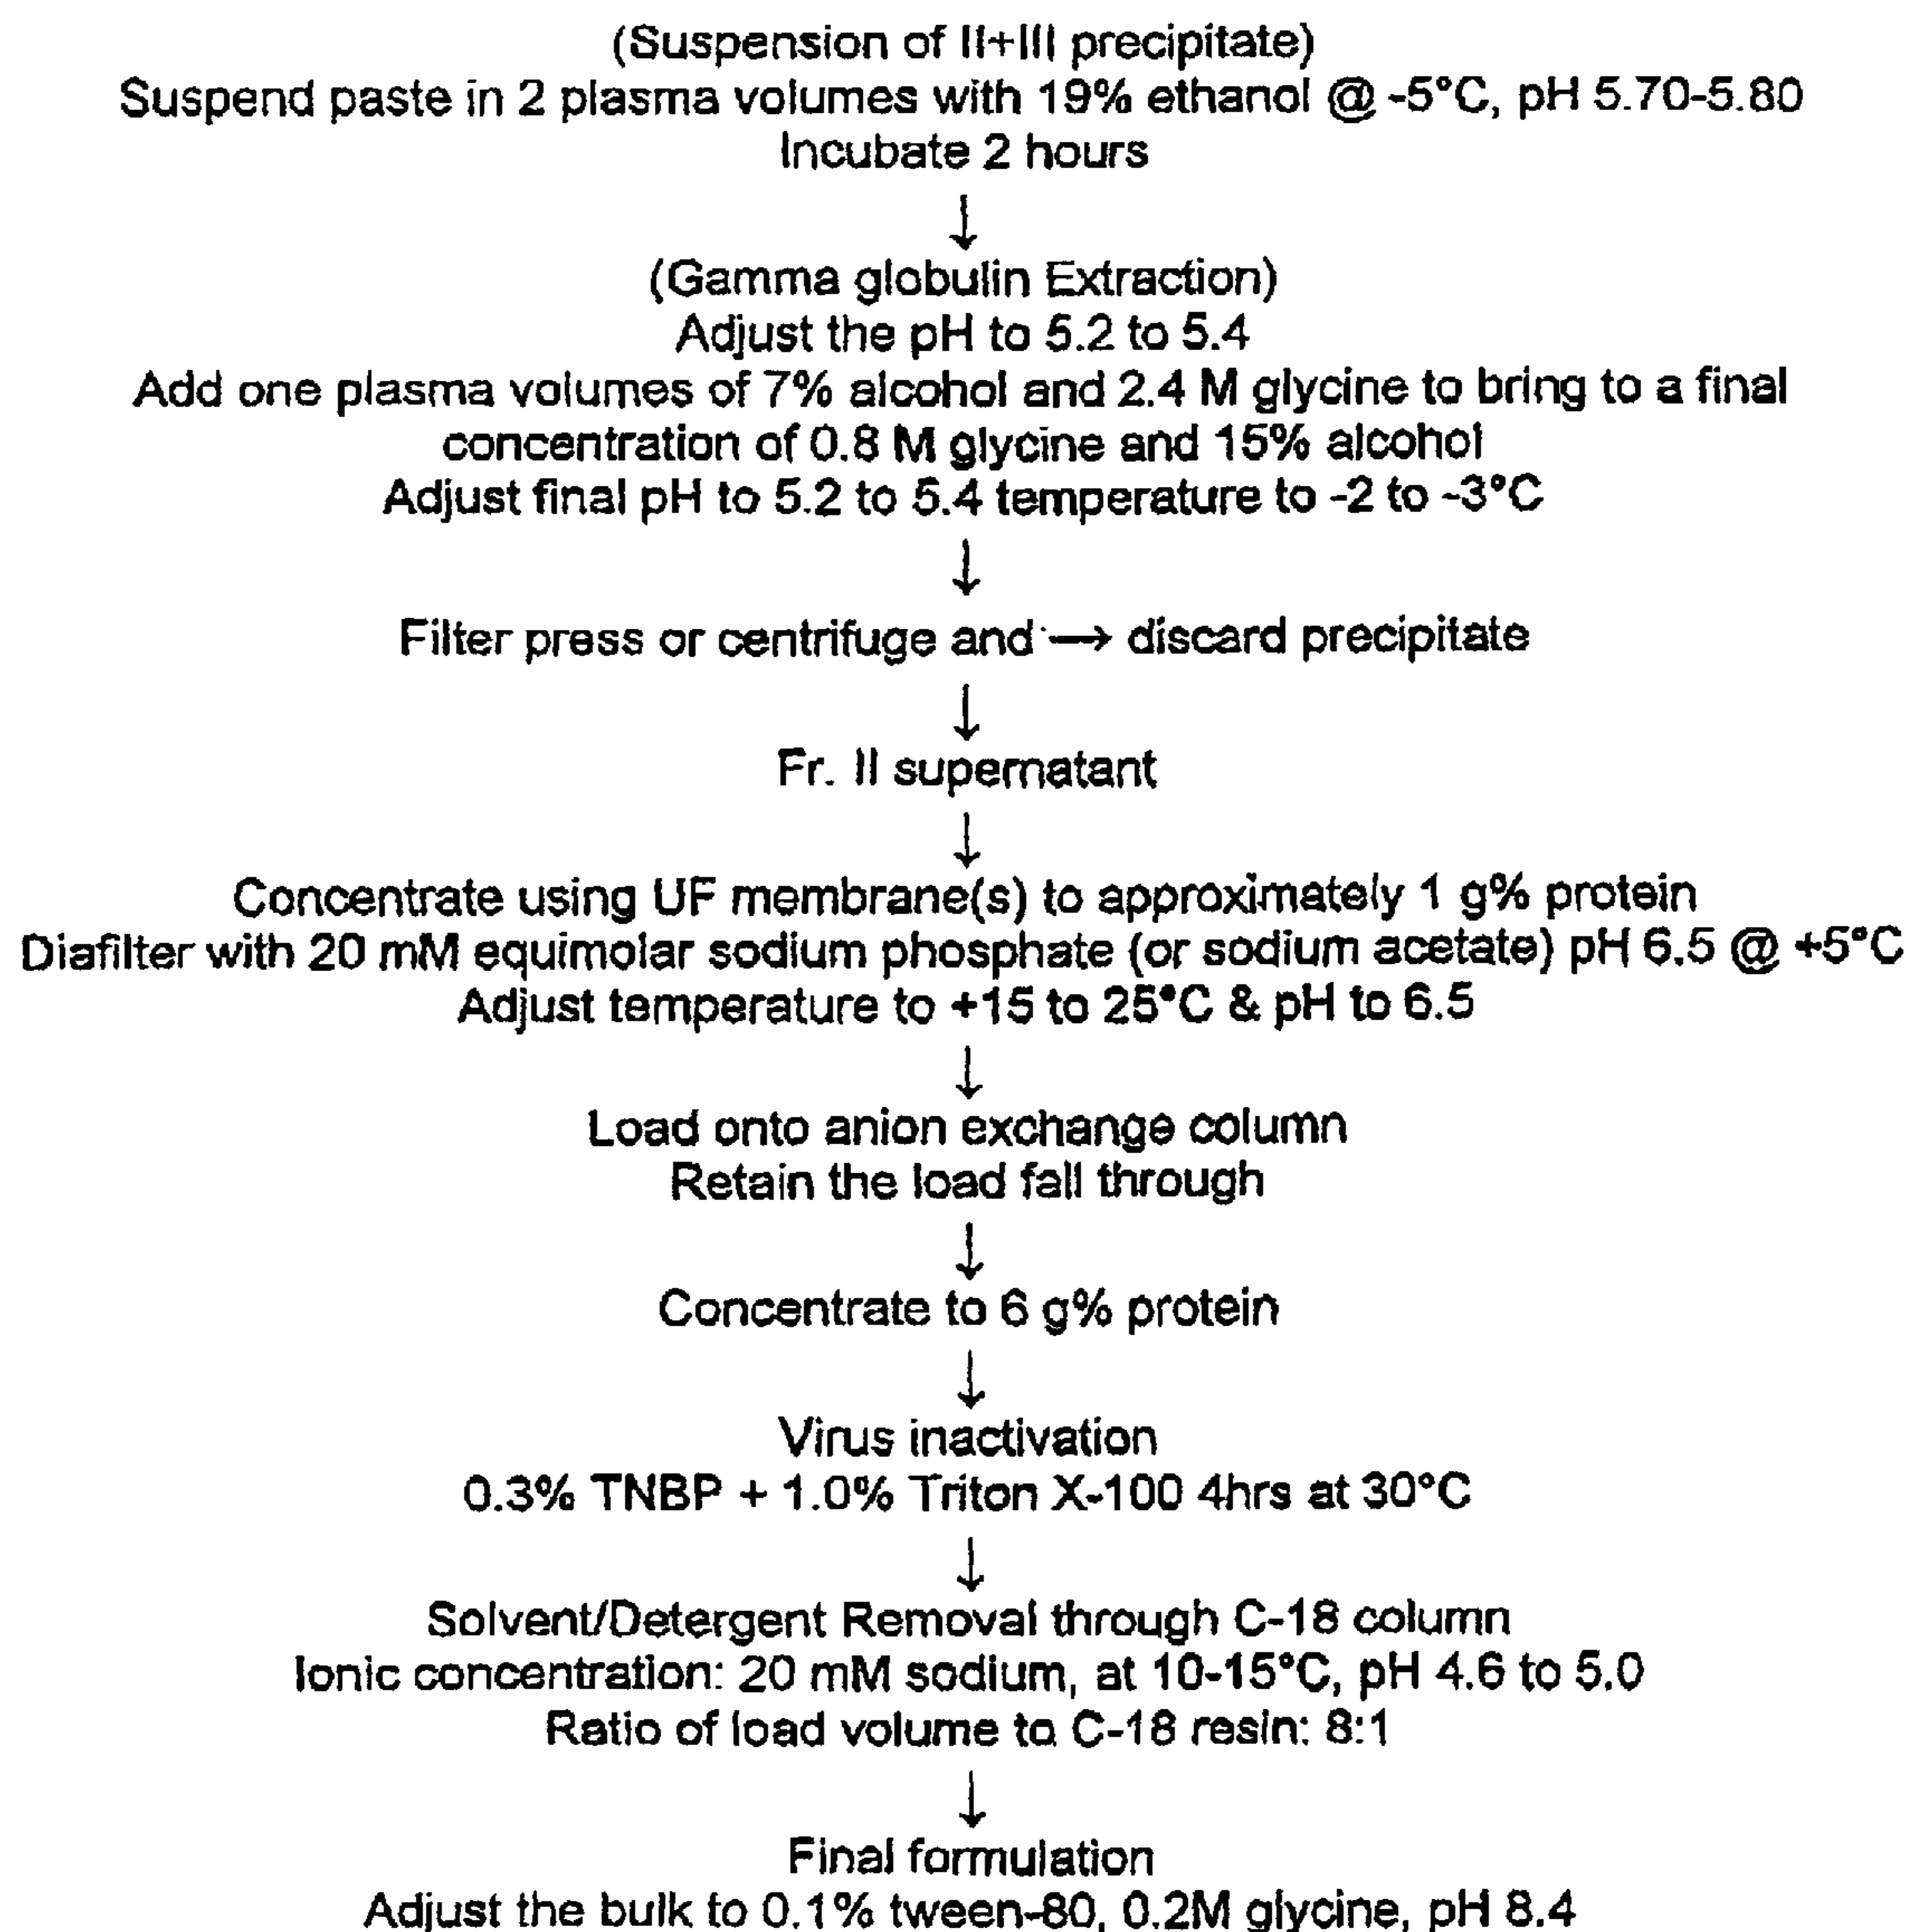 (Suspension of II+III precipitate)
Suspend paste in 2 plasma volumes with 19% ethanol @ -5°C, pH 5.70-5.80
Incubate 2 hours
↓
(Gamma globulin Extraction)
Adjust the pH to 5.2 to 5.4
Add one plasma volumes of 7% alcohol and 2.4 M glycine to bring to a final
concentration of 0.8 M glycine and 15% alcohol
Adjust final pH to 5.2 to 5.4 temperature to -2 to -3°C
↓
Filter press or centrifuge and → discard precipitate
↓
Fr. II supernatant
↓
Concentrate using UF membrane(s) to approximately 1 g% protein
Diafilter with 20 mM equimolar sodium phosphate (or sodium acetate) pH 6.5 @ +5°C
Adjust temperature to +15 to 25°C & pH to 6.5
↓
Load onto anion exchange column
Retain the load fall through
↓
Concentrate to 6 g% protein
↓
Virus inactivation
0.3% TNBP + 1.0% Triton X-100 4hrs at 30°C
↓
Solvent/Detergent Removal through C-18 column
Ionic concentration: 20 mM sodium, at 10-15°C, pH 4.6 to 5.0
Ratio of load volume to C-18 resin: 8:1
↓
Final formulation
Adjust the bulk to 0.1% tween-80, 0.2M glycine, pH 8.4